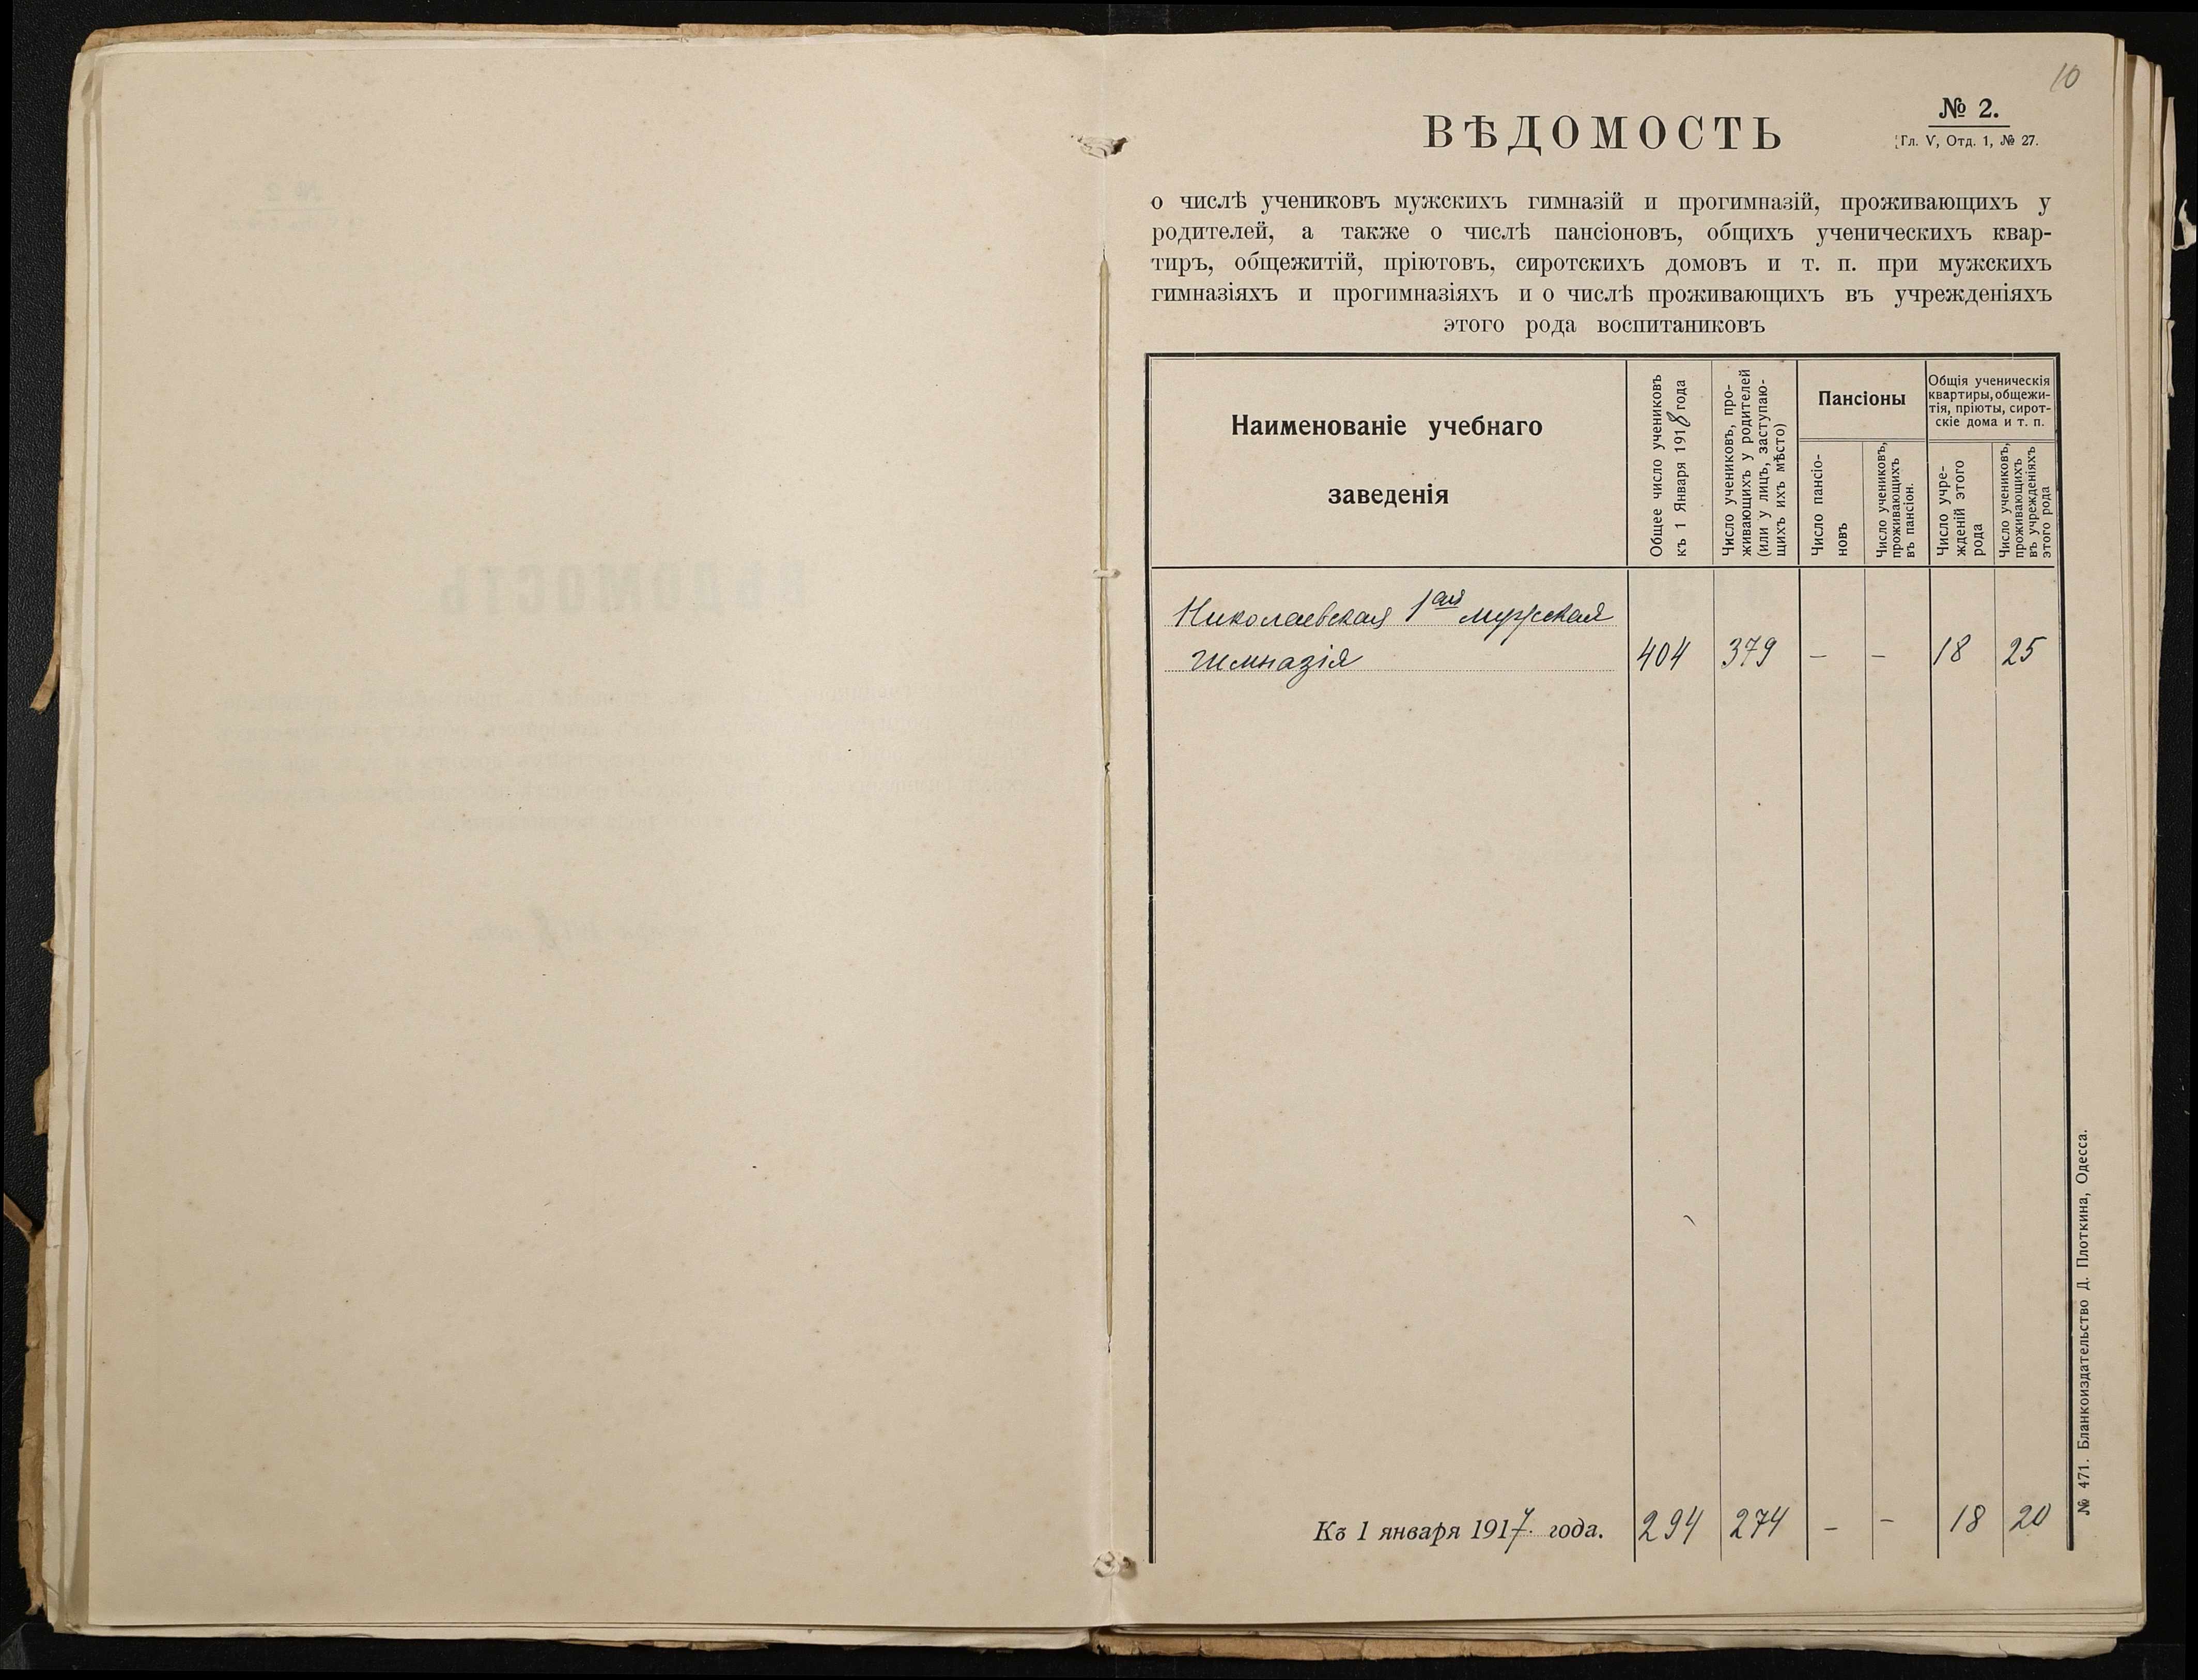 10
№ 2.
Гл. V, Отд. 1, № 27.
ВѢДОМОСТЬ
о числѣ учениковъ мужскихъ гимназій и прогимназій, проживающихъ у
родителей, а также о числѣ пансіоновъ, общихъ ученическихъ квар-
тиръ, общежитій, пріютовъ, сиротскихъ домовъ и т. п. при мужскихъ
гимназіяхъ и прогимназіяхъ и о числѣ проживающихъ въ учрежденіяхъ
этого рода воспитаниковъ
Наименованіе учебнаго
заведенія
Общее число учениковъ
къ 1 Января 1918 года
Число учениковъ, про-
живающихъ у родителей
(или у лицъ, заступаю-
щихъ ихъ мѣсто)
Пансіоны
Число пансіо-
новъ
Число учениковъ,
проживающихъ
въ пансіон.
Общія ученическія
квартиры, общежи-
тія, пріюты, сирот-
скіе дома и т. п.
Число учре-
жденій этого
рода
Число учениковъ,
проживающихъ
въ учрежденіяхъ
этого рода
Николаевская 1ая мужская
гимназія 404 379 — — 18 25
Къ 1 января 1917 года. 294 274 — — 18 20
№ 471. Бланкоиздательство Д. Плоткина, Одесса.